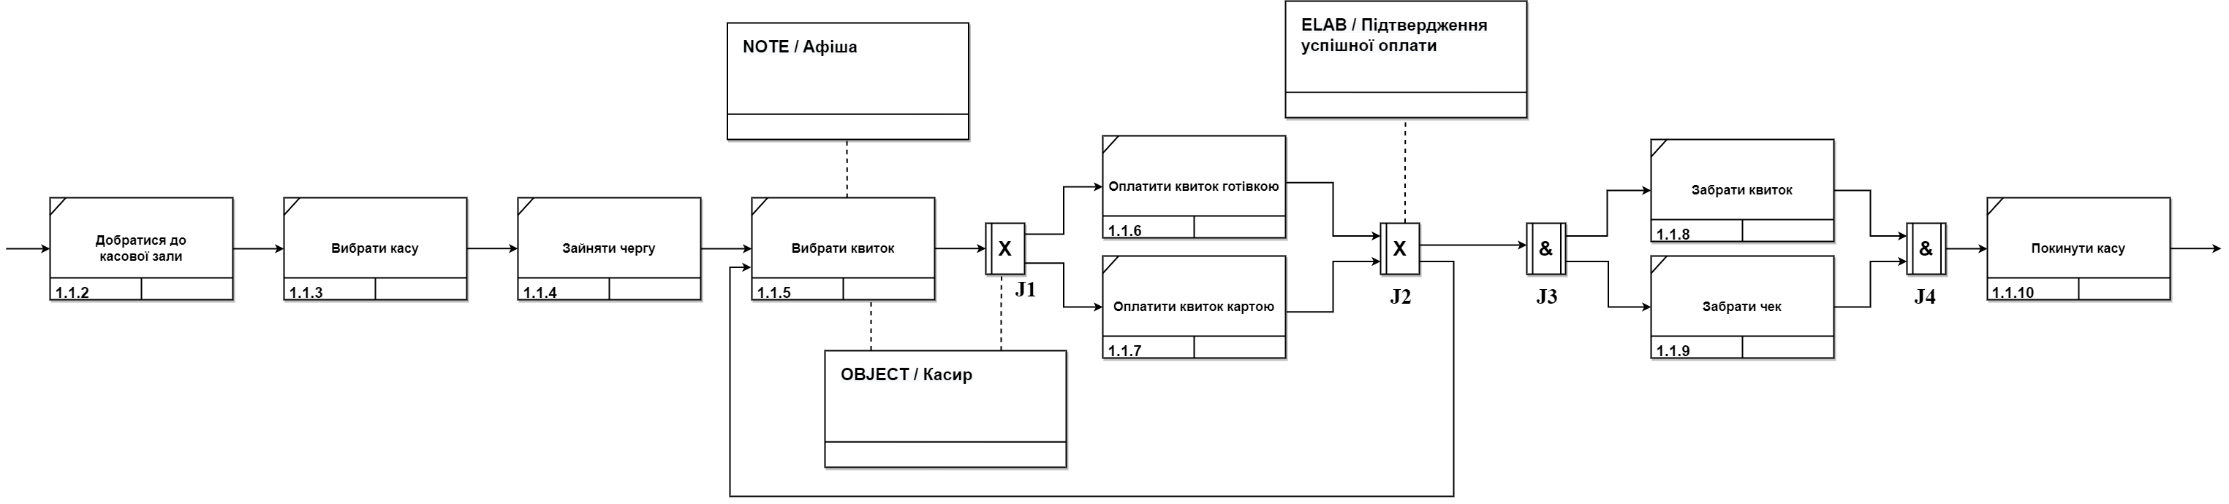 NOTE / Афіша
ELAB / Підтвердження
успішної оплати
Добратися до
касової зали
1.1.2
Вибрати касу
1.1.3
Зайняти чергу
1.1.4
Вибрати квиток
1.1.5
X
J1
OBJECT / Касир
Оплатити квиток готівкою
1.1.6
Оплатити квиток картою
1.1.7
X
J2
&
J3
Забрати квиток
1.1.8
Забрати чек
1.1.9
&
J4
Покинути касу
1.1.10